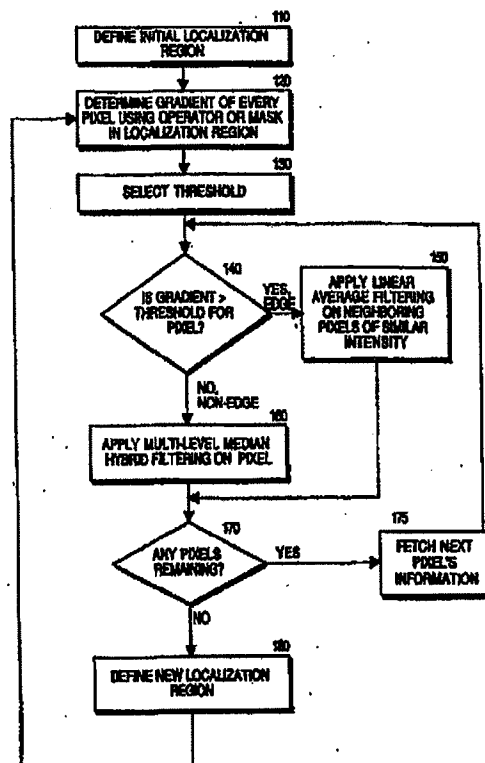 110
DEFINE INITIAL LOCALIZATION
REGION
120
DETERMINE GRADIENT OF EVERY
PIXEL USING OPERATOR OR MASK
IN LOCALIZATION REGION
130
SELECT THRESHOLD
140
IS GRADIENT >
THRESHOLD FOR
PIXEL?
YES,
EDGE
150
APPLY LINEAR
AVERAGE FILTERING
ON NEIGHBORING
PIXELS OF SIMILAR
INTENSITY
NO,
NON-EDGE
160
APPLY MULTI-LEVEL MEDIAN
HYBRID FILTERING ON PIXEL
170
ANY PIXELS
REMAINING?
YES
175
FETCH NEXT
PIXEL'S
INFORMATION
NO
180
DEFINE NEW LOCALIZATION
REGION